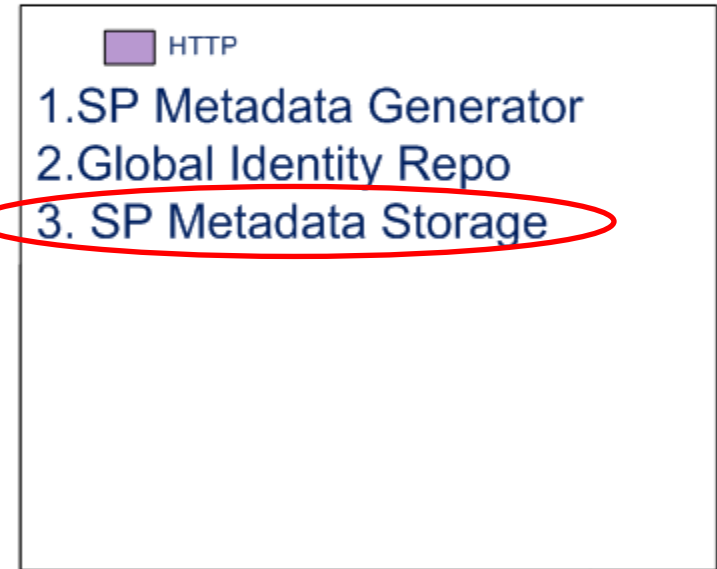 HTTP
1.SP Metadata Generator
2.Global Identity Repo
3. SP Metadata Storage